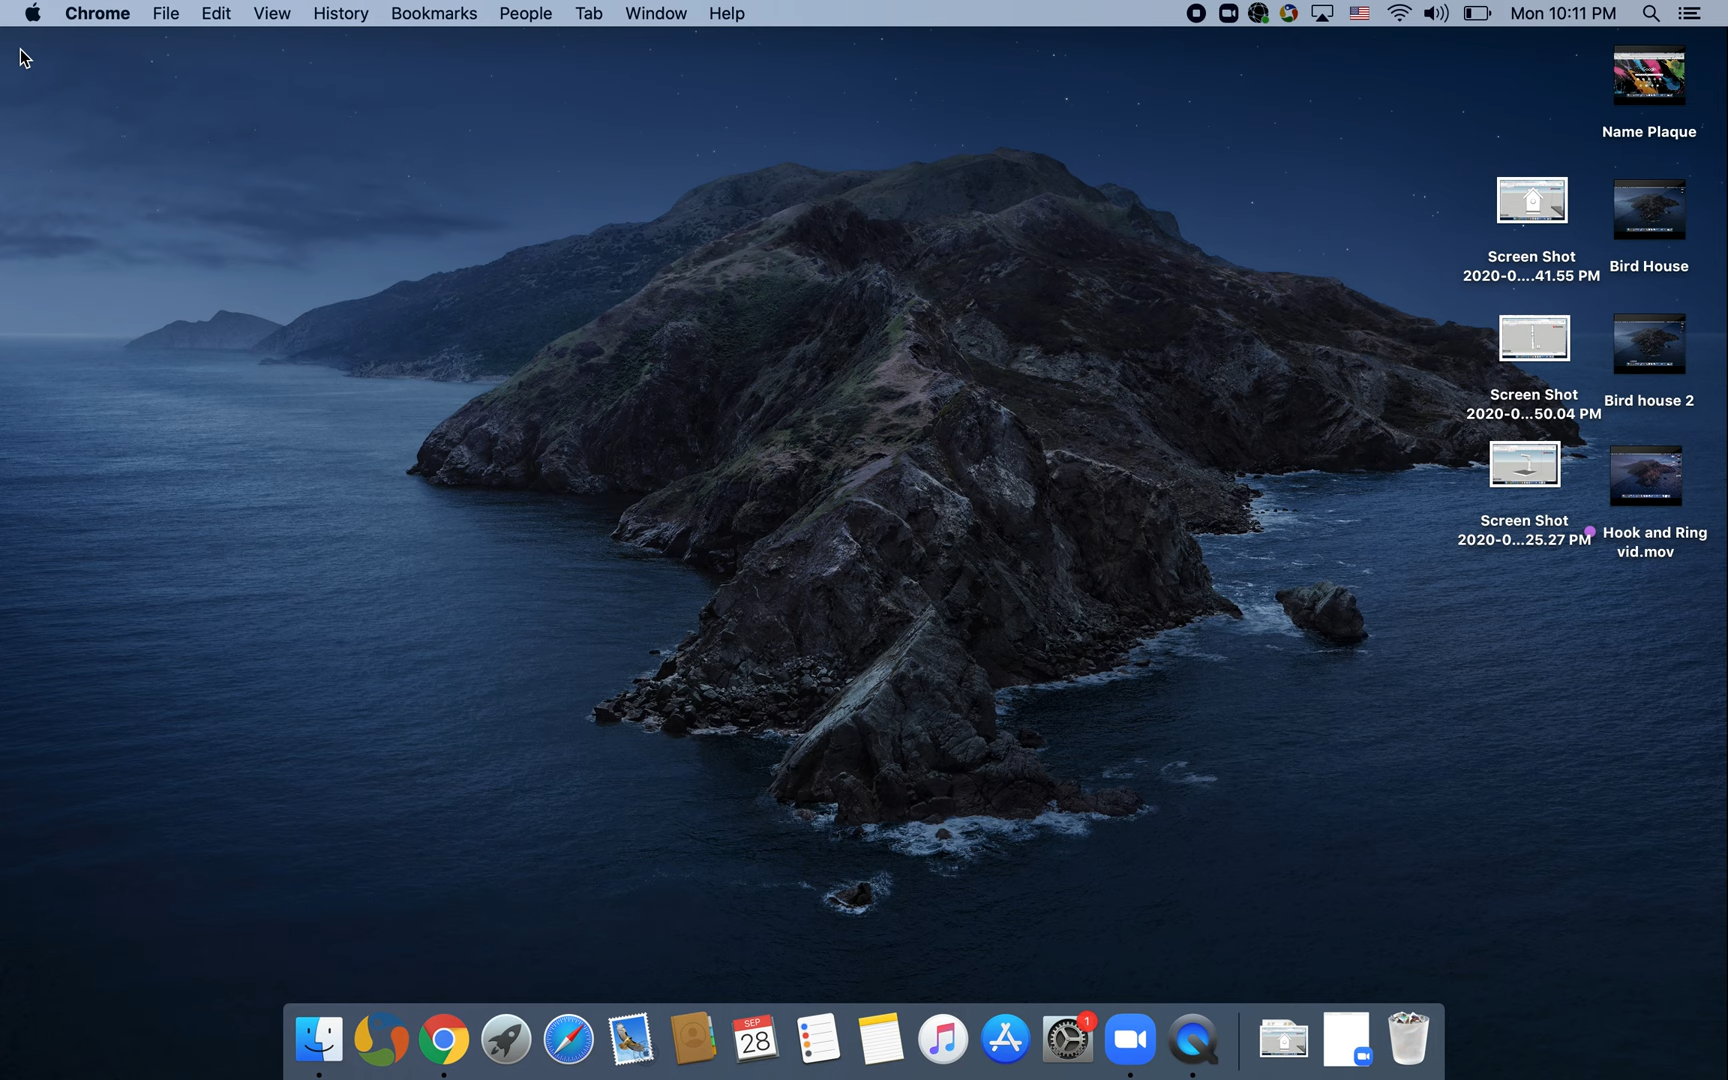 Chrome File Edit View History Bookmarks People Tab Window Help Mon 10:11 PM
Name Plaque
Screen Shot
2020-0....41.55 PM
Bird House
Screen Shot
2020-0...50.04 PM
Bird house 2
Screen Shot
2020-0...25.27 PM
Hook and Ring
vid.mov
SEP
28
1